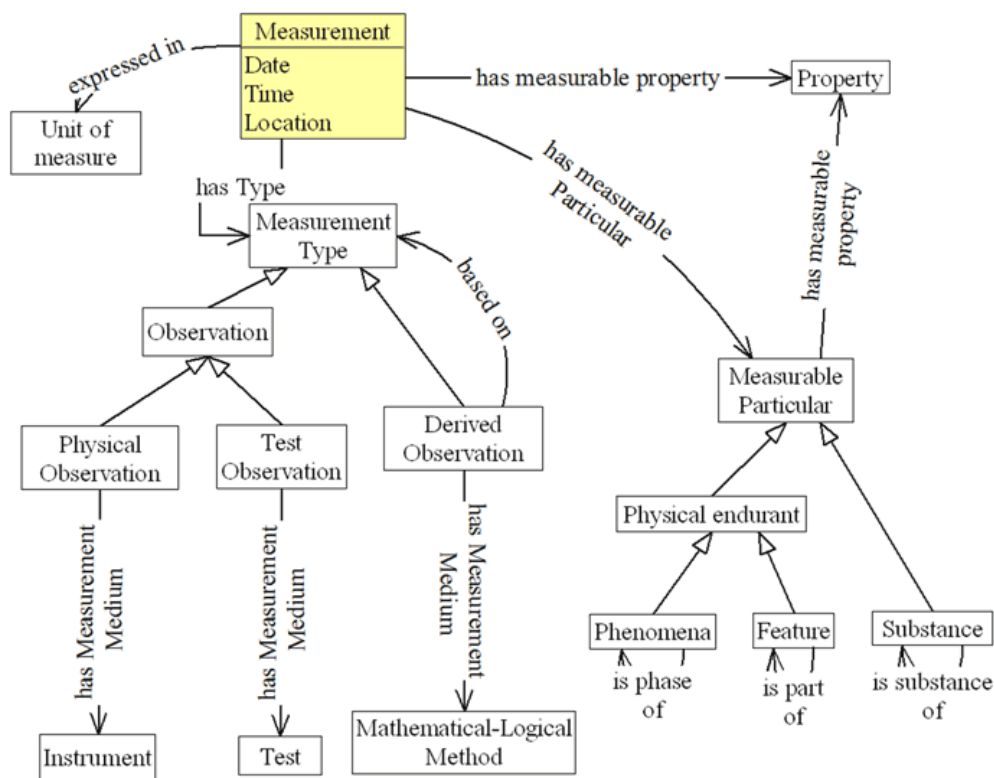 Measurement
Date
Time
Location
expressed in
has measurable property
Property
Unit of
measure
has measurable
Particular
has measurable
property
has Type
Measurement
Type
based on
Observation
Measurable
Particular
Physical
Observation
Test
Observation
Derived
Observation
Physical endurant
has Measurement
Medium
has Measurement
Medium
has Measurement
Medium
Phenomena
Feature
Substance
is phase
of
is part
of
is substance
of
Instrument
Test
Mathematical-Logical
Method